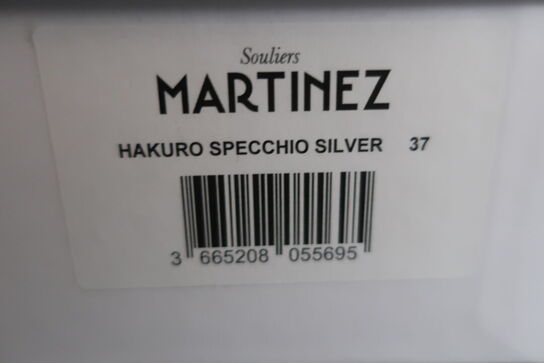 Souliers
MARTINEZ
HAKURO SPECCHIO SILVER 37
3 665208 055695